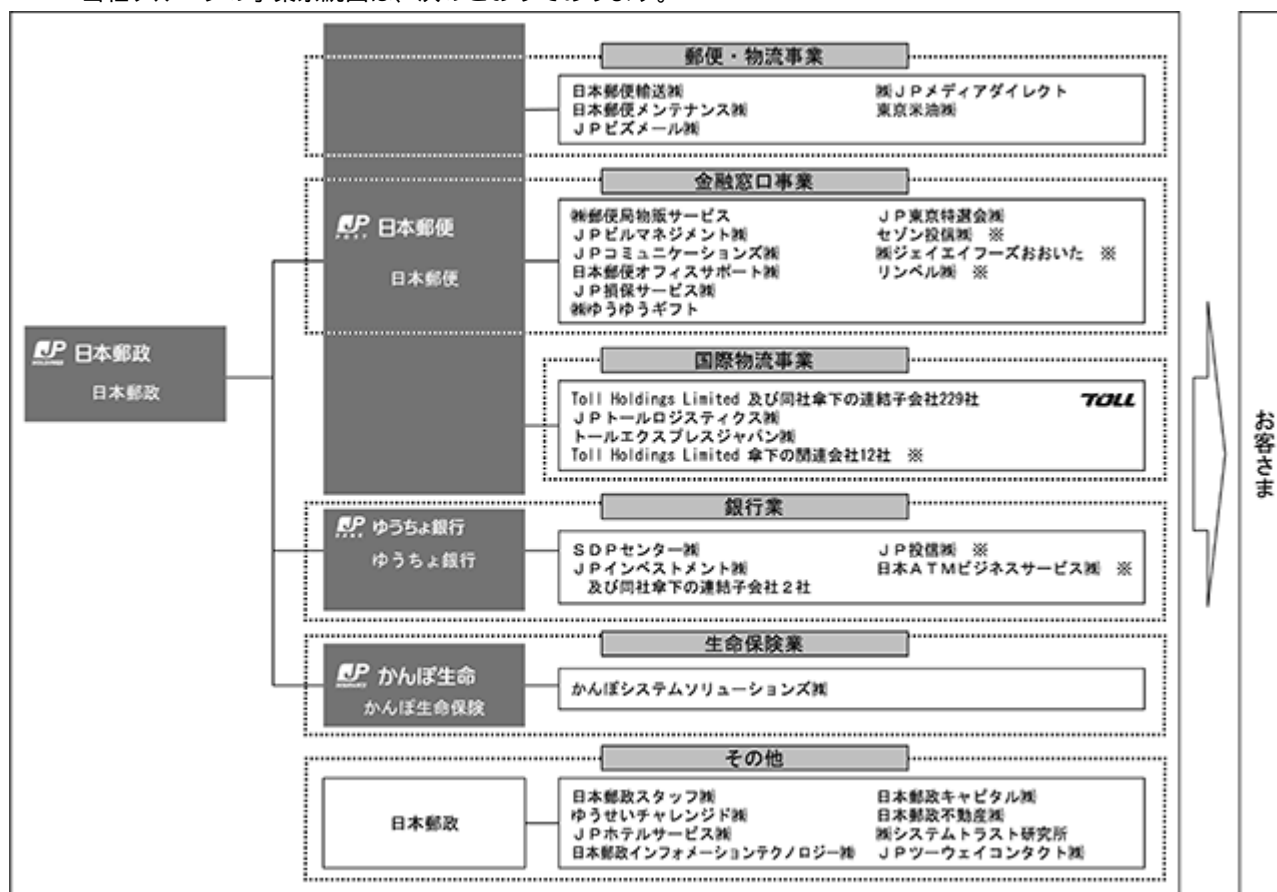 当社グループの事業系統図は、次のとおりであります。
郵便・物流事業
日本郵便輸送㈱
日本郵便メンテナンス㈱
JPビズメール㈱
㈱JPメディアダイレクト
東京米油㈱
金融窓口事業
JP POST 日本郵便
日本郵便
㈱郵便局物販サービス
JPビルマネジメント㈱
JPコミュニケーションズ㈱
日本郵便オフィスサポート㈱
JP損保サービス㈱
㈱ゆうゆうギフト
JP東京特選会㈱
セゾン投信㈱ ※
㈱ジェイエイフーズおおいた ※
リンベル㈱ ※
JP HOLDINGS 日本郵政
日本郵政
国際物流事業
Toll Holdings Limited 及び同社傘下の連結子会社229社
JPトールロジスティクス㈱
トールエクスプレスジャパン㈱
Toll Holdings Limited 傘下の関連会社12社 ※
TOLL
銀行業
JP ゆうちょ銀行
ゆうちょ銀行
SDPセンター㈱
JPインベストメント㈱
及び同社傘下の連結子会社2社
JP投信㈱ ※
日本ATMビジネスサービス㈱ ※
生命保険業
JP かんぽ生命
かんぽ生命保険
かんぽシステムソリューションズ㈱
その他
日本郵政
日本郵政スタッフ㈱
ゆうせいチャレンジド㈱
JPホテルサービス㈱
日本郵政インフォメーションテクノロジー㈱
日本郵政キャピタル㈱
日本郵政不動産㈱
㈱システムトラスト研究所
JPツーウェイコンタクト㈱
お客さま